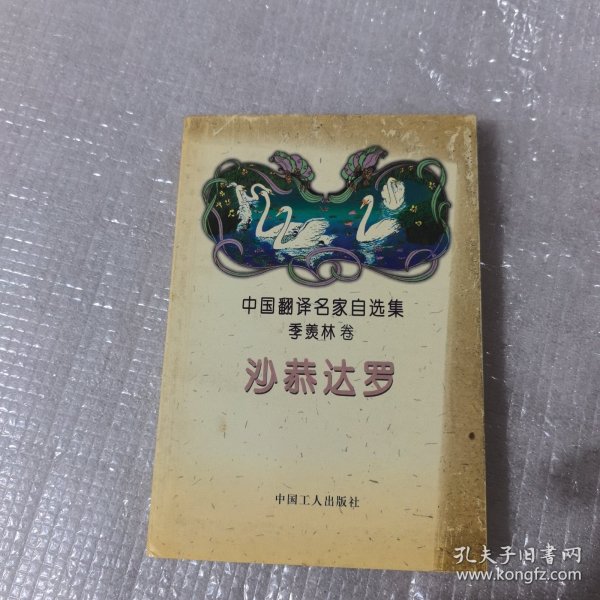 中国翻译名家自选集
季羡林卷
沙恭达罗
中国工人出版社
孔夫子旧书网
www.kongfz.com